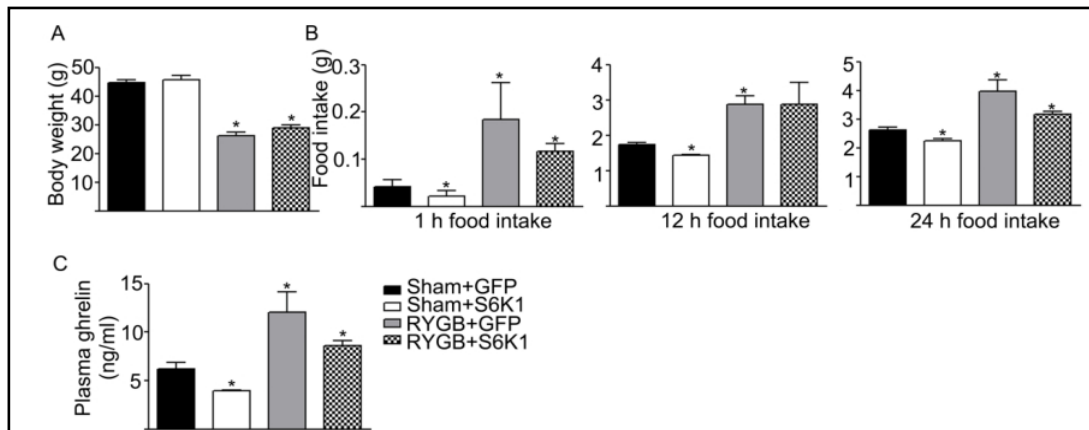 A
Body weight (g)
50
40
30
20
10
*
*
B
Food intake (g)
0.3
0.1
*
*
*
1 h food intake
4
3
2
1
*
*
12 h food intake
5
4
3
2
1
*
*
*
24 h food intake
C
Plasma ghrelin
(ng/ml)
15
10
5
*
*
*
Sham+GFP
Sham+S6K1
RYGB+GFP
RYGB+S6K1